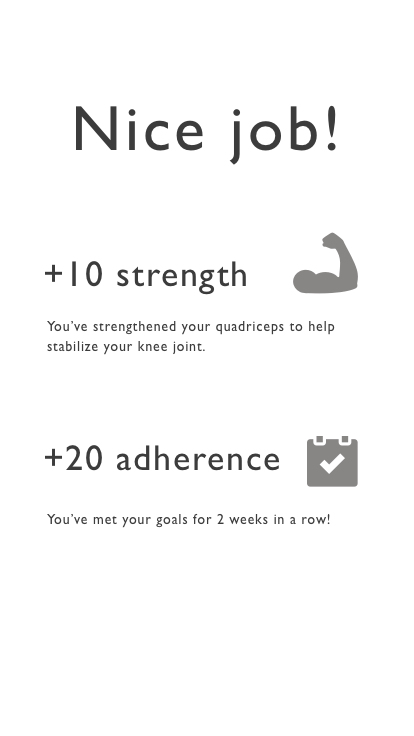 Nice job!
+10 strength
You've strengthened your quadriceps to help
stabilize your knee joint.
+20 adherence
You've met your goals for 2 weeks in a row!